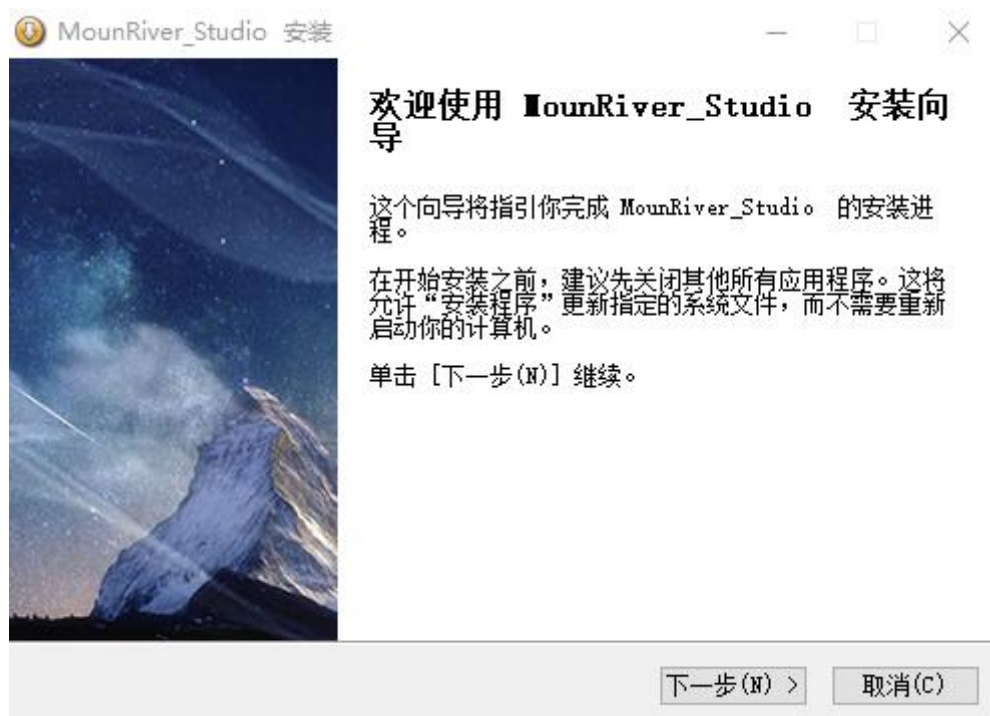 MounRiver_Studio 安装
欢迎使用 MounRiver_Studio 安装向
导
这个向导将指引你完成 MounRiver_Studio 的安装进
程。
在开始安装之前，建议先关闭其他所有应用程序。这将
允许“安装程序”更新指定的系统文件，而不需要重新
启动你的计算机。
单击 [下一步(N)] 继续。
下一步(N) >
取消(C)